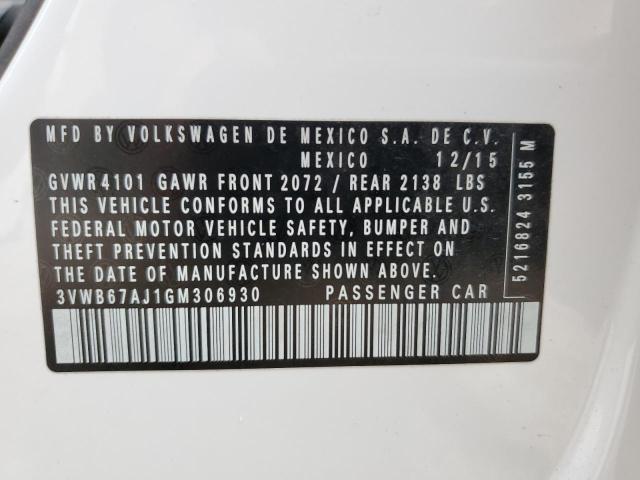 MFD BY VOLKSWAGEN DE MEXICO S.A. DE C.V.
MEXICO 12/15
GVWR 4101 GAWR FRONT 2072 / REAR 2138 LBS
THIS VEHICLE CONFORMS TO ALL APPLICABLE U.S.
FEDERAL MOTOR VEHICLE SAFETY, BUMPER AND
THEFT PREVENTION STANDARDS IN EFFECT ON
THE DATE OF MANUFACTURE SHOWN ABOVE.
3VWB67AJ1GM306930 PASSENGER CAR
5216824 3155 M